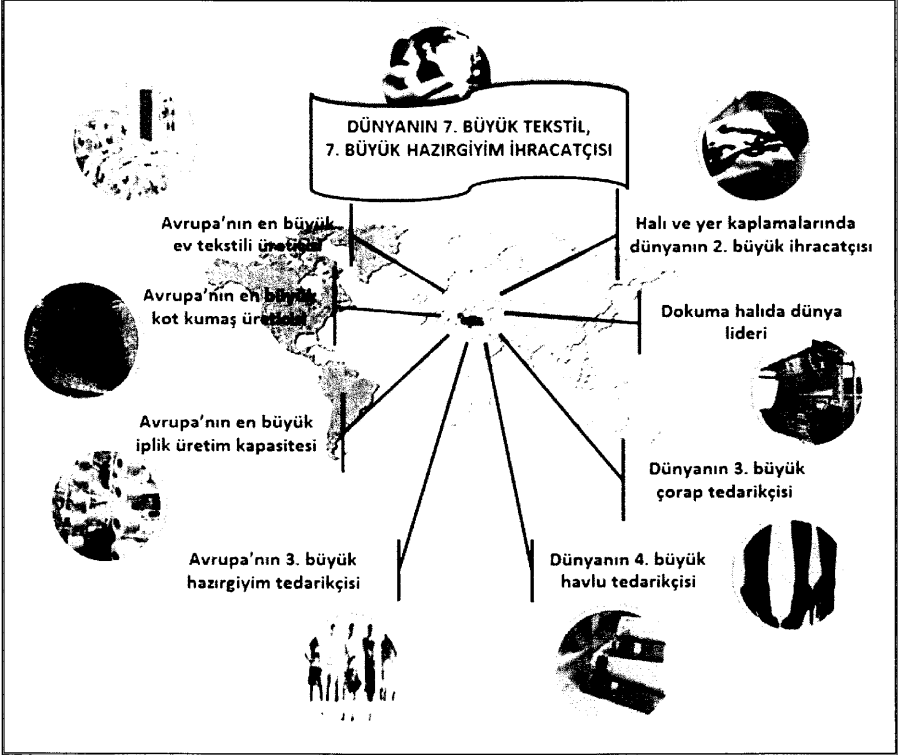 DÜNYANIN 7. BÜYÜK TEKSTİL,
7. BÜYÜK HAZIRGİYİM İHRACATÇISI
Avrupa'nın en büyük
ev tekstili üreticisi
Halı ve yer kaplamalarında
dünyanın 2. büyük ihracatçısı
Avrupa'nın en büyük
kot kumaş üreticisi
Dokuma halıda dünya
lideri
Avrupa'nın en büyük
iplik üretim kapasitesi
Dünyanın 3. büyük
çorap tedarikçisi
Avrupa'nın 3. büyük
hazırgiyim tedarikçisi
Dünyanın 4. büyük
havlu tedarikçisi